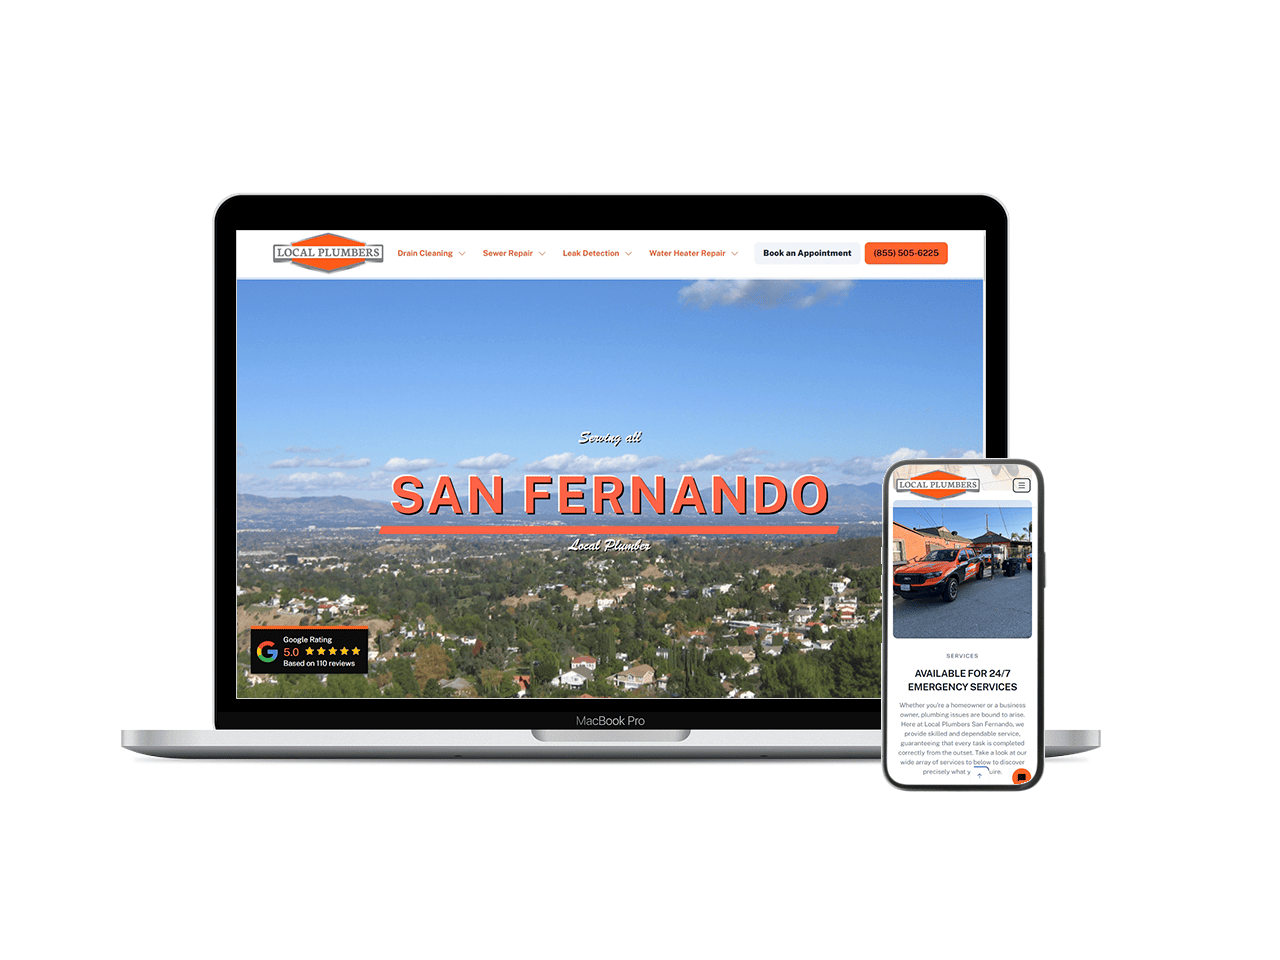 LOCAL PLUMBERS
Drain Cleaning
Sewer Repair
Leak Detection
Water Heater Repair
Book an Appointment
(855) 505-6225
Serving all
SAN FERNANDO
Local Plumber
Google Rating
5.0
Based on 110 reviews
MacBook Pro
LOCAL PLUMBERS
SERVICES
AVAILABLE FOR 24/7
EMERGENCY SERVICES
Whether you're a homeowner or a business
owner, plumbing issues are bound to arise.
Here at Local Plumbers San Fernando, we
provide skilled and dependable service,
guaranteeing that every task is completed
correctly from the outset. Take a look at our
wide array of services to below to discover
precisely what